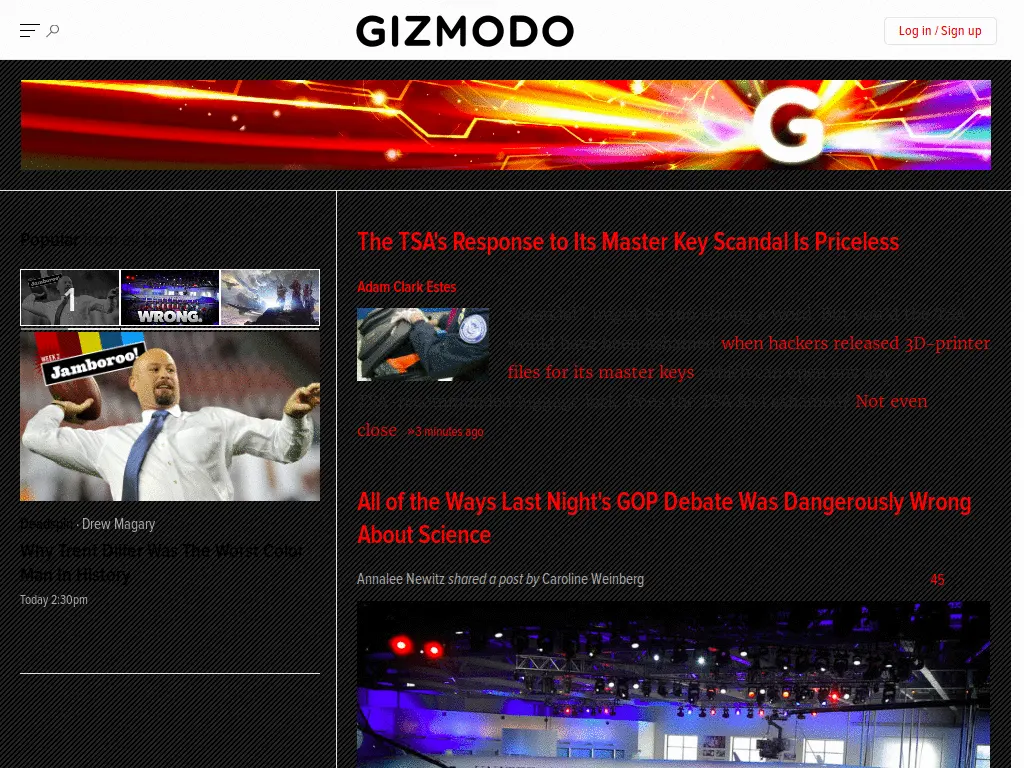 GIZMODO
Log in / Sign up
G
Popular from all blogs
Jamboroo!
1
WRONG.
WEEK 2
Jamboroo!
Deadspin · Drew Magary
Why Trent Dilfer Was The Worst Color
Man In History
Today 2:30pm
The TSA's Response to Its Master Key Scandal Is Priceless
Adam Clark Estes
when hackers released 3D-printer
files for its master keys
Not even
close »3 minutes ago
All of the Ways Last Night's GOP Debate Was Dangerously Wrong
About Science
Annalee Newitz shared a post by Caroline Weinberg
45